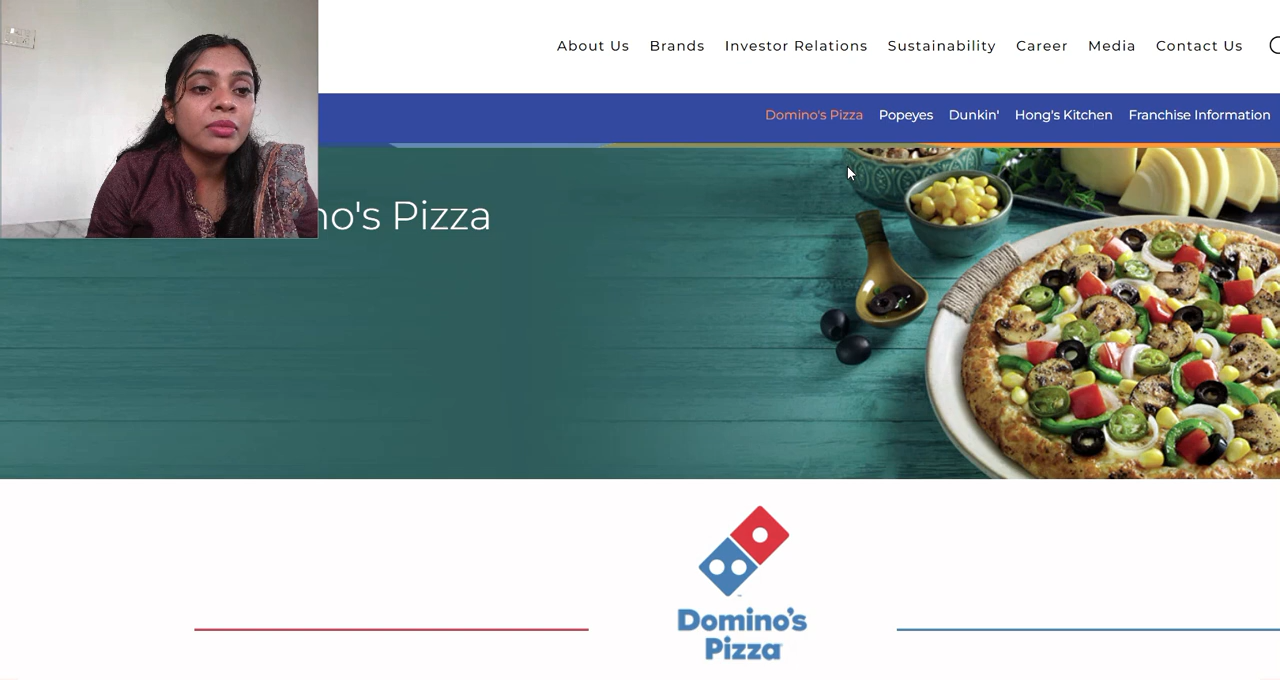 About Us Brands Investor Relations Sustainability Career Media Contact Us
Domino's Pizza Popeyes Dunkin' Hong's Kitchen Franchise Information
no's Pizza
Domino's
Pizza